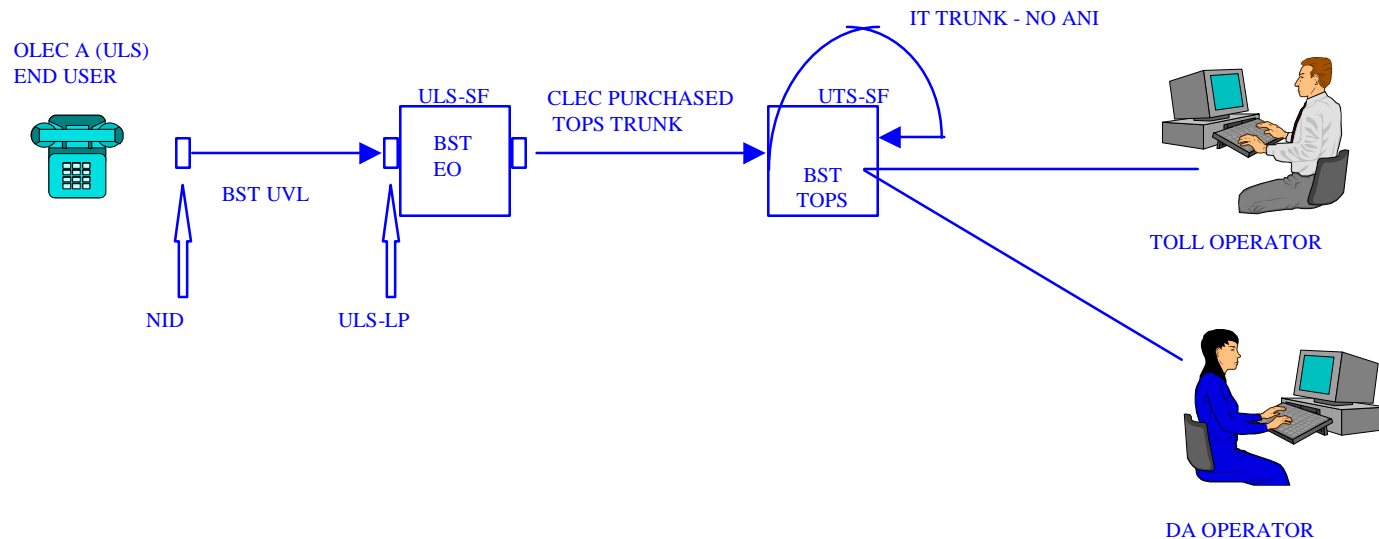 IT TRUNK - NO ANI
OLEC A (ULS)
END USER
ULS-SF
CLEC PURCHASED
TOPS TRUNK
UTS-SF
BST
EO
BST UVL
BST
TOPS
TOLL OPERATOR
NID
ULS-LP
DA OPERATOR